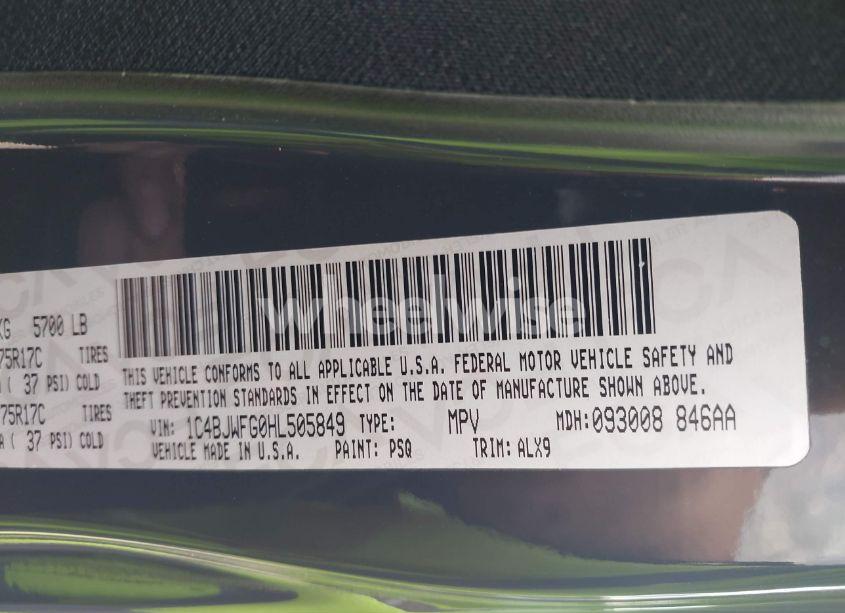 KG 5700 LB
75R17C TIRES
( 37 PSI) COLD
75R17C TIRES
( 37 PSI) COLD
wheelwise
THIS VEHICLE CONFORMS TO ALL APPLICABLE U.S.A. FEDERAL MOTOR VEHICLE SAFETY AND
THEFT PREVENTION STANDARDS IN EFFECT ON THE DATE OF MANUFACTURE SHOWN ABOVE.
VIN: 1C4BJWFG0HL505849 TYPE: MPV MDH:093008 846AA
VEHICLE MADE IN U.S.A. PAINT: PSQ TRIM: ALX9